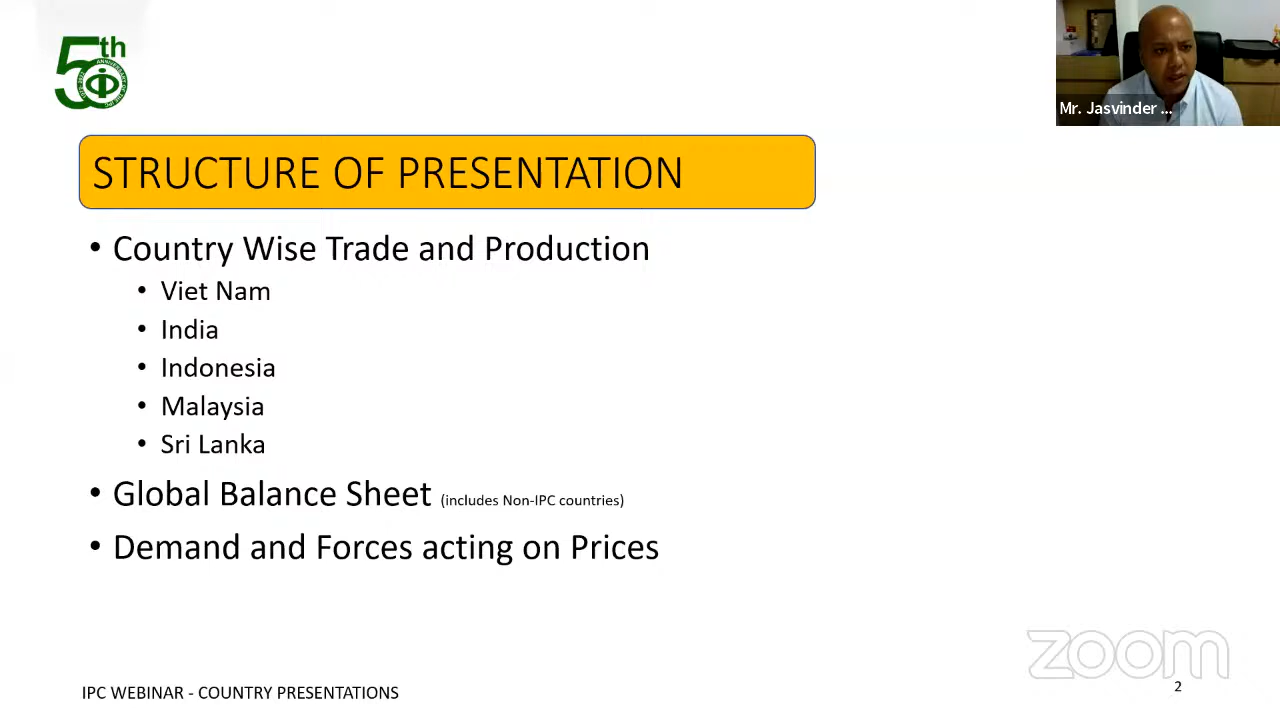 5th
Mr. Jasvinder ...
STRUCTURE OF PRESENTATION
• Country Wise Trade and Production
• Viet Nam
• India
• Indonesia
• Malaysia
• Sri Lanka
• Global Balance Sheet (includes Non-IPC countries)
• Demand and Forces acting on Prices
zoom
IPC WEBINAR - COUNTRY PRESENTATIONS
2